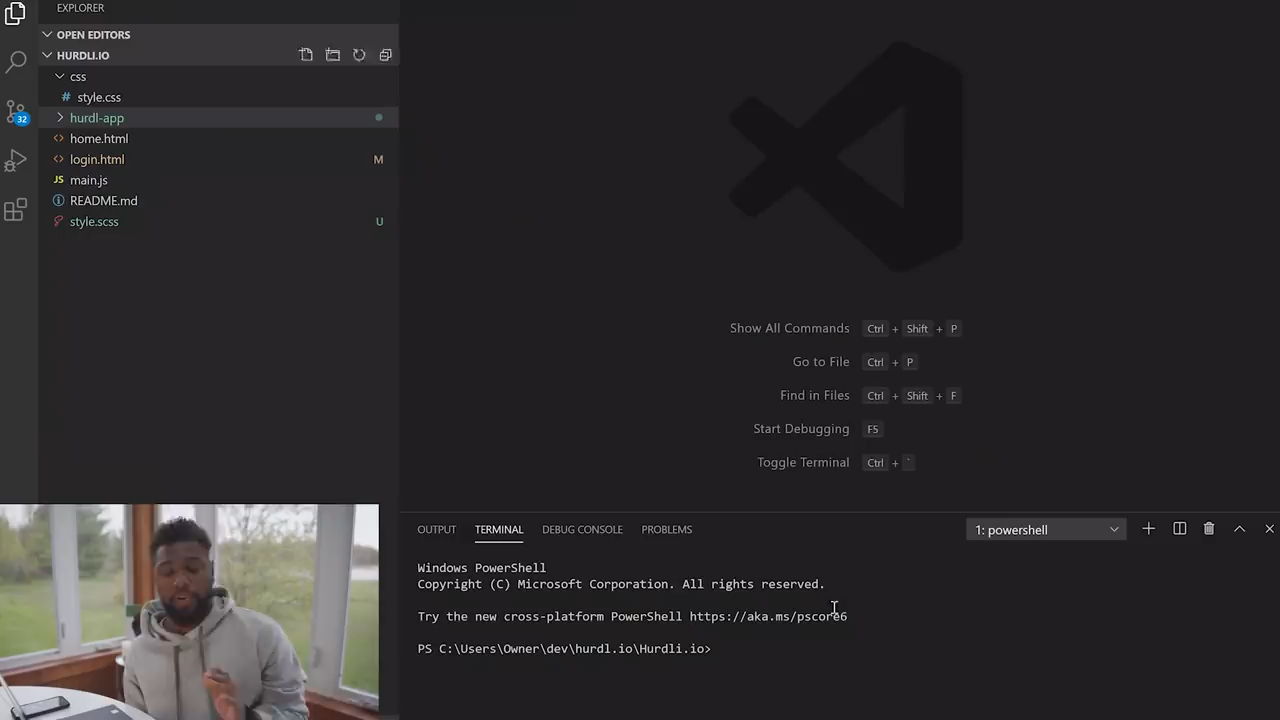 EXPLORER
OPEN EDITORS
HURDLI.IO
css
# style.css
hurdl-app
<> home.html
<> login.html M
JS main.js
README.md
style.scss U
32
Show All Commands Ctrl + Shift + P
Go to File Ctrl + P
Find in Files Ctrl + Shift + F
Start Debugging F5
Toggle Terminal Ctrl + `
OUTPUT TERMINAL DEBUG CONSOLE PROBLEMS 1: powershell
Windows PowerShell
Copyright (C) Microsoft Corporation. All rights reserved.
Try the new cross-platform PowerShell https://aka.ms/pscore6
PS C:\Users\Owner\dev\hurdl.io\Hurdli.io>